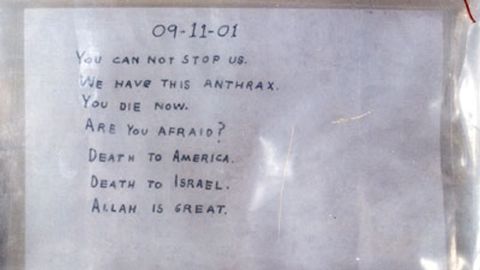 09-11-01
YOU CAN NOT STOP US.
WE HAVE THIS ANTHRAX.
YOU DIE NOW.
ARE YOU AFRAID?
DEATH TO AMERICA.
DEATH TO ISRAEL.
ALLAH IS GREAT.